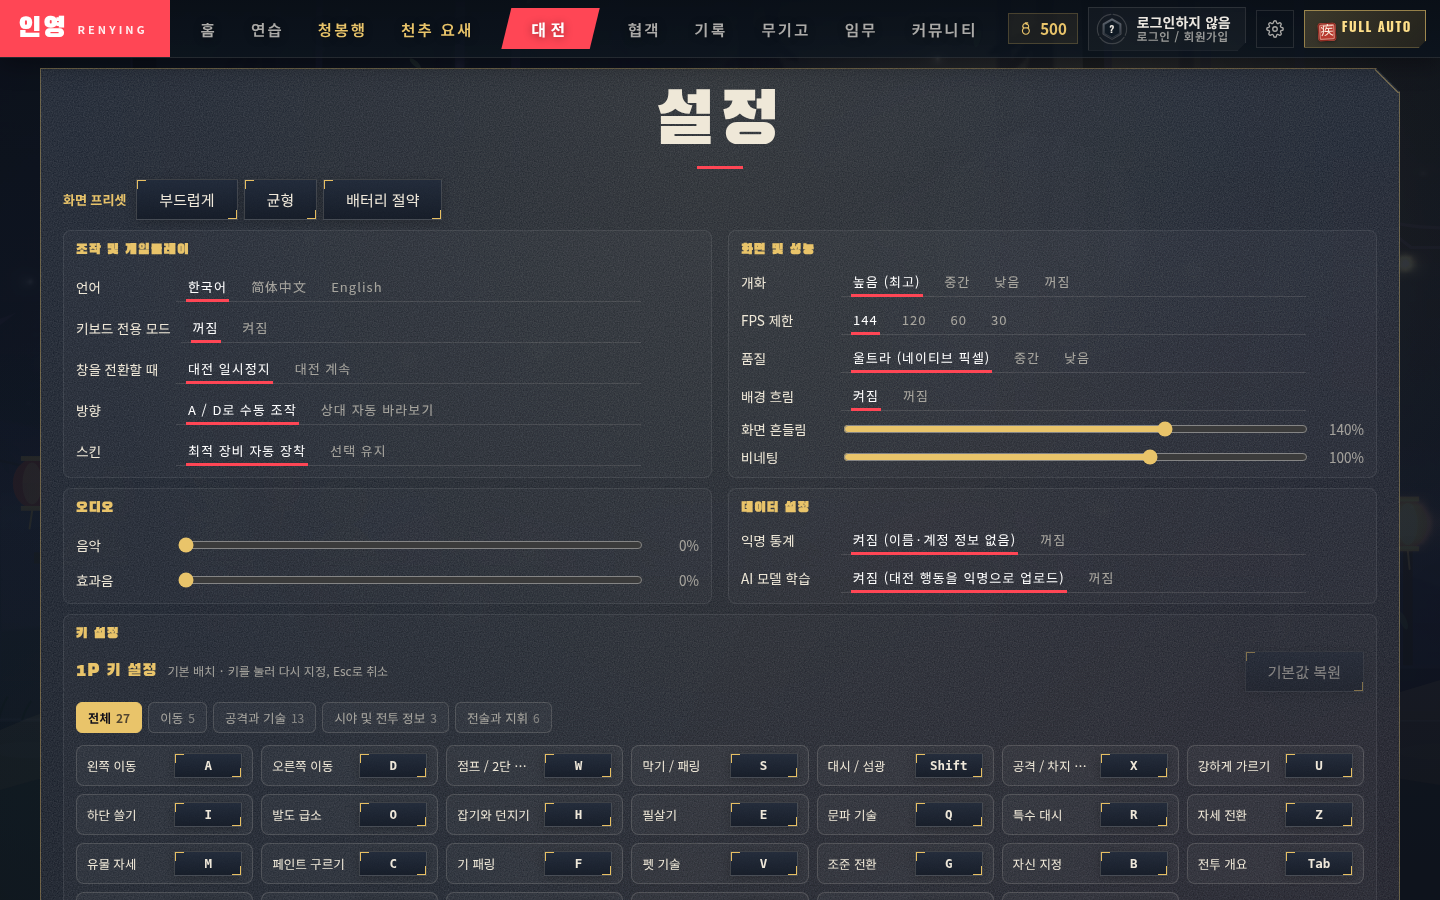 인영 RENYING 홈 연습 청봉행 천추 요새 대전 협객 기록 무기고 임무 커뮤니티 500 로그인하지 않음 疾 FULL AUTO
로그인 / 회원가입
설정
화면 프리셋 부드럽게 균형 배터리 절약
조작 및 게임플레이
언어 한국어 简体中文 English
키보드 전용 모드 꺼짐 켜짐
창을 전환할 때 대전 일시정지 대전 계속
방향 A / D로 수동 조작 상대 자동 바라보기
스킨 최적 장비 자동 장착 선택 유지
화면 및 성능
개화 높음 (최고) 중간 낮음 꺼짐
FPS 제한 144 120 60 30
품질 울트라 (네이티브 픽셀) 중간 낮음
배경 흐림 켜짐 꺼짐
화면 흔들림 140%
비네팅 100%
오디오
음악 0%
효과음 0%
데이터 설정
익명 통계 켜짐 (이름·계정 정보 없음) 꺼짐
AI 모델 학습 켜짐 (대전 행동을 익명으로 업로드) 꺼짐
키 설정
1P 키 설정 기본 배치 · 키를 눌러 다시 지정, Esc로 취소 기본값 복원
전체 27 이동 5 공격과 기술 13 시야 및 전투 정보 3 전술과 지휘 6
왼쪽 이동 A 오른쪽 이동 D 점프 / 2단 ··· W 막기 / 패링 S 대시 / 섬광 Shift 공격 / 차지 ··· X 강하게 가르기 U
하단 쓸기 I 발도 급소 O 잡기와 던지기 H 필살기 E 문파 기술 Q 특수 대시 R 자세 전환 Z
유물 자세 M 페인트 구르기 C 기 패링 F 펫 기술 V 조준 전환 G 자신 지정 B 전투 개요 Tab